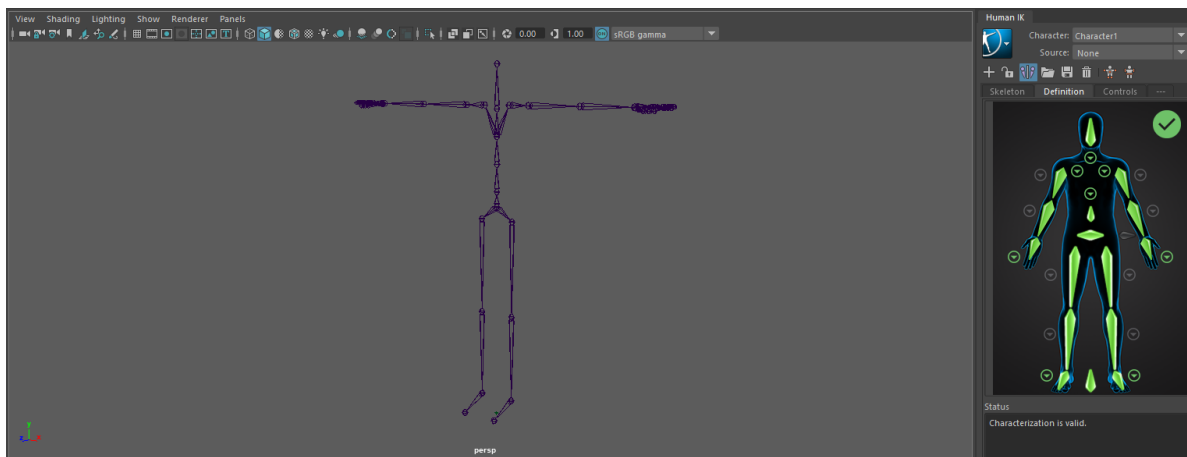 View Shading Lighting Show Renderer Panels
0.00 1.00 sRGB gamma
persp
y
z x
Human IK
Character: Character1
Source: None
Skeleton Definition Controls ---
Status
Characterization is valid.